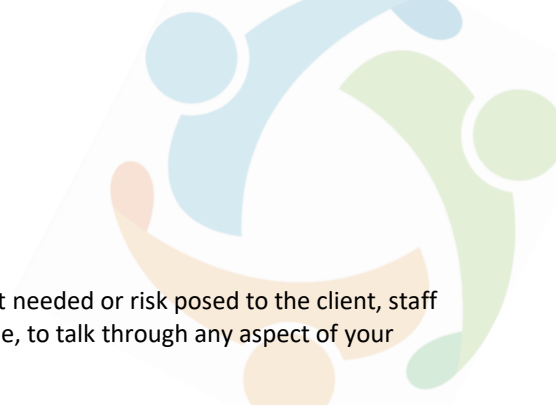 t needed or risk posed to the client, staff
e, to talk through any aspect of your